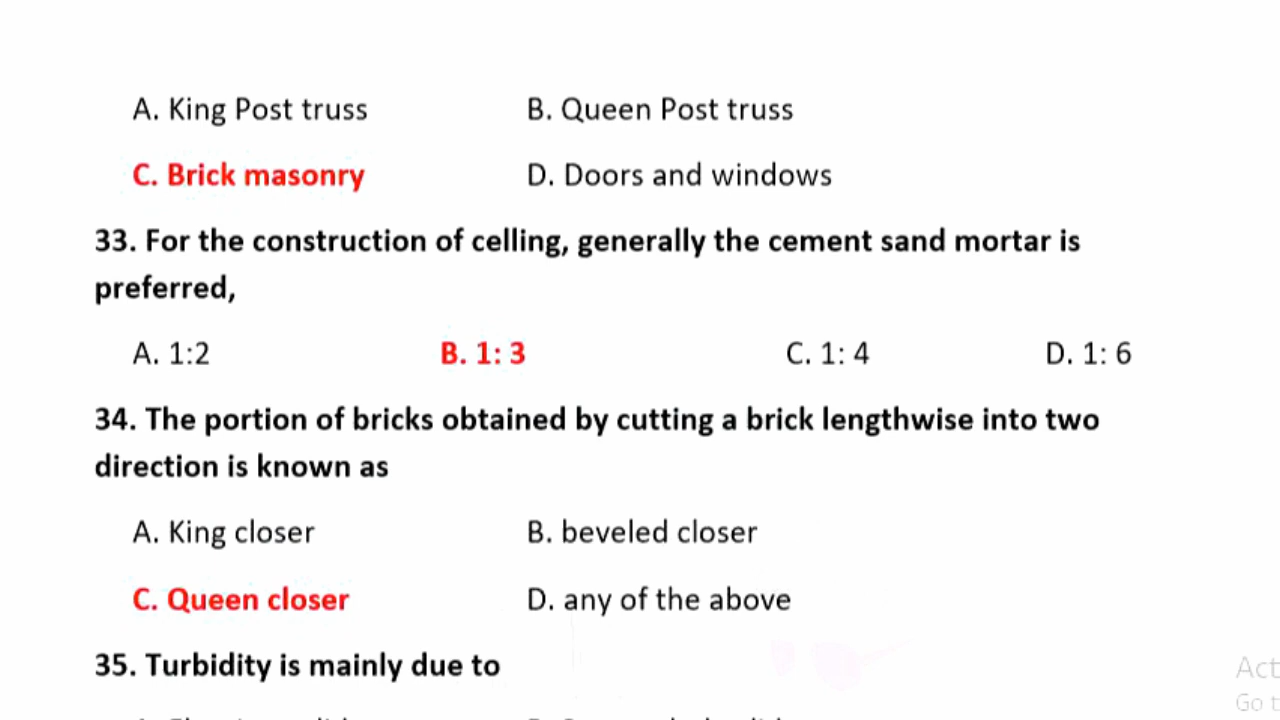 A. King Post truss B. Queen Post truss
C. Brick masonry D. Doors and windows
33. For the construction of celling, generally the cement sand mortar is
preferred,
A. 1:2 B. 1: 3 C. 1: 4 D. 1: 6
34. The portion of bricks obtained by cutting a brick lengthwise into two
direction is known as
A. King closer B. beveled closer
C. Queen closer D. any of the above
35. Turbidity is mainly due to
Act
Go t